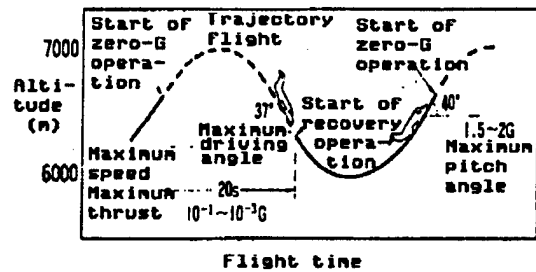 7000
Alti-
tude
(m)
6000
Start of
zero-G
opera-
tion
Trajectory
Flight
Start of
zero-G
operation
37°
Maximum
driving
angle
Start of
recovery
opera-
tion
40°
1.5~2G
Maximum
pitch
angle
Maximum
speed
Maximum
thrust
20s
10⁻¹~10⁻³G
Flight time